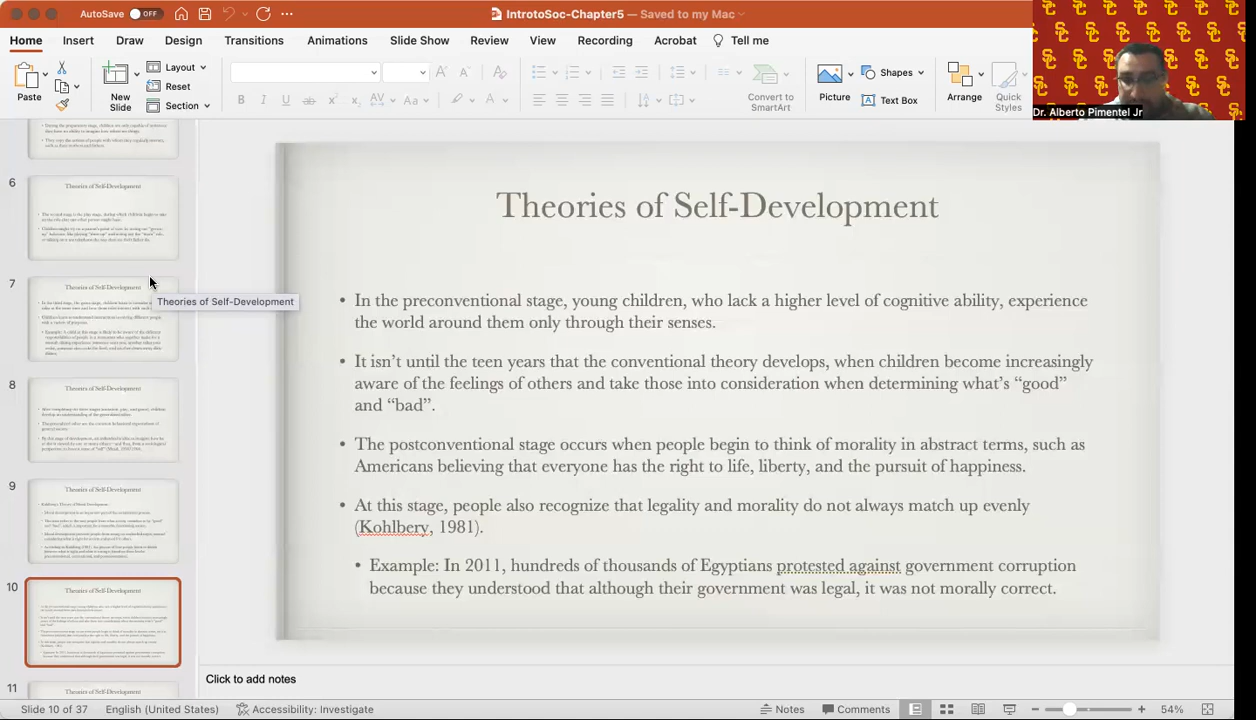 AutoSave OFF
IntrotoSoc-Chapter5 — Saved to my Mac
Home Insert Draw Design Transitions Animations Slide Show Review View Recording Acrobat Tell me
Paste
New
Slide
Layout
Reset
Section
Convert to
SmartArt
Picture
Shapes
Text Box
Arrange
Quick
Styles
Dr. Alberto Pimentel Jr
6
Theories of Self-Development
7
Theories of Self-Development
Theories of Self-Development
8
Theories of Self-Development
9
Theories of Self-Development
10
Theories of Self-Development
11
Theories of Self-Development
Theories of Self-Development
• In the preconventional stage, young children, who lack a higher level of cognitive ability, experience
the world around them only through their senses.
• It isn’t until the teen years that the conventional theory develops, when children become increasingly
aware of the feelings of others and take those into consideration when determining what’s “good”
and “bad”.
• The postconventional stage occurs when people begin to think of morality in abstract terms, such as
Americans believing that everyone has the right to life, liberty, and the pursuit of happiness.
• At this stage, people also recognize that legality and morality do not always match up evenly
(Kohlbery, 1981).
• Example: In 2011, hundreds of thousands of Egyptians protested against government corruption
because they understood that although their government was legal, it was not morally correct.
Click to add notes
Slide 10 of 37 English (United States) Accessibility: Investigate Notes Comments 54%